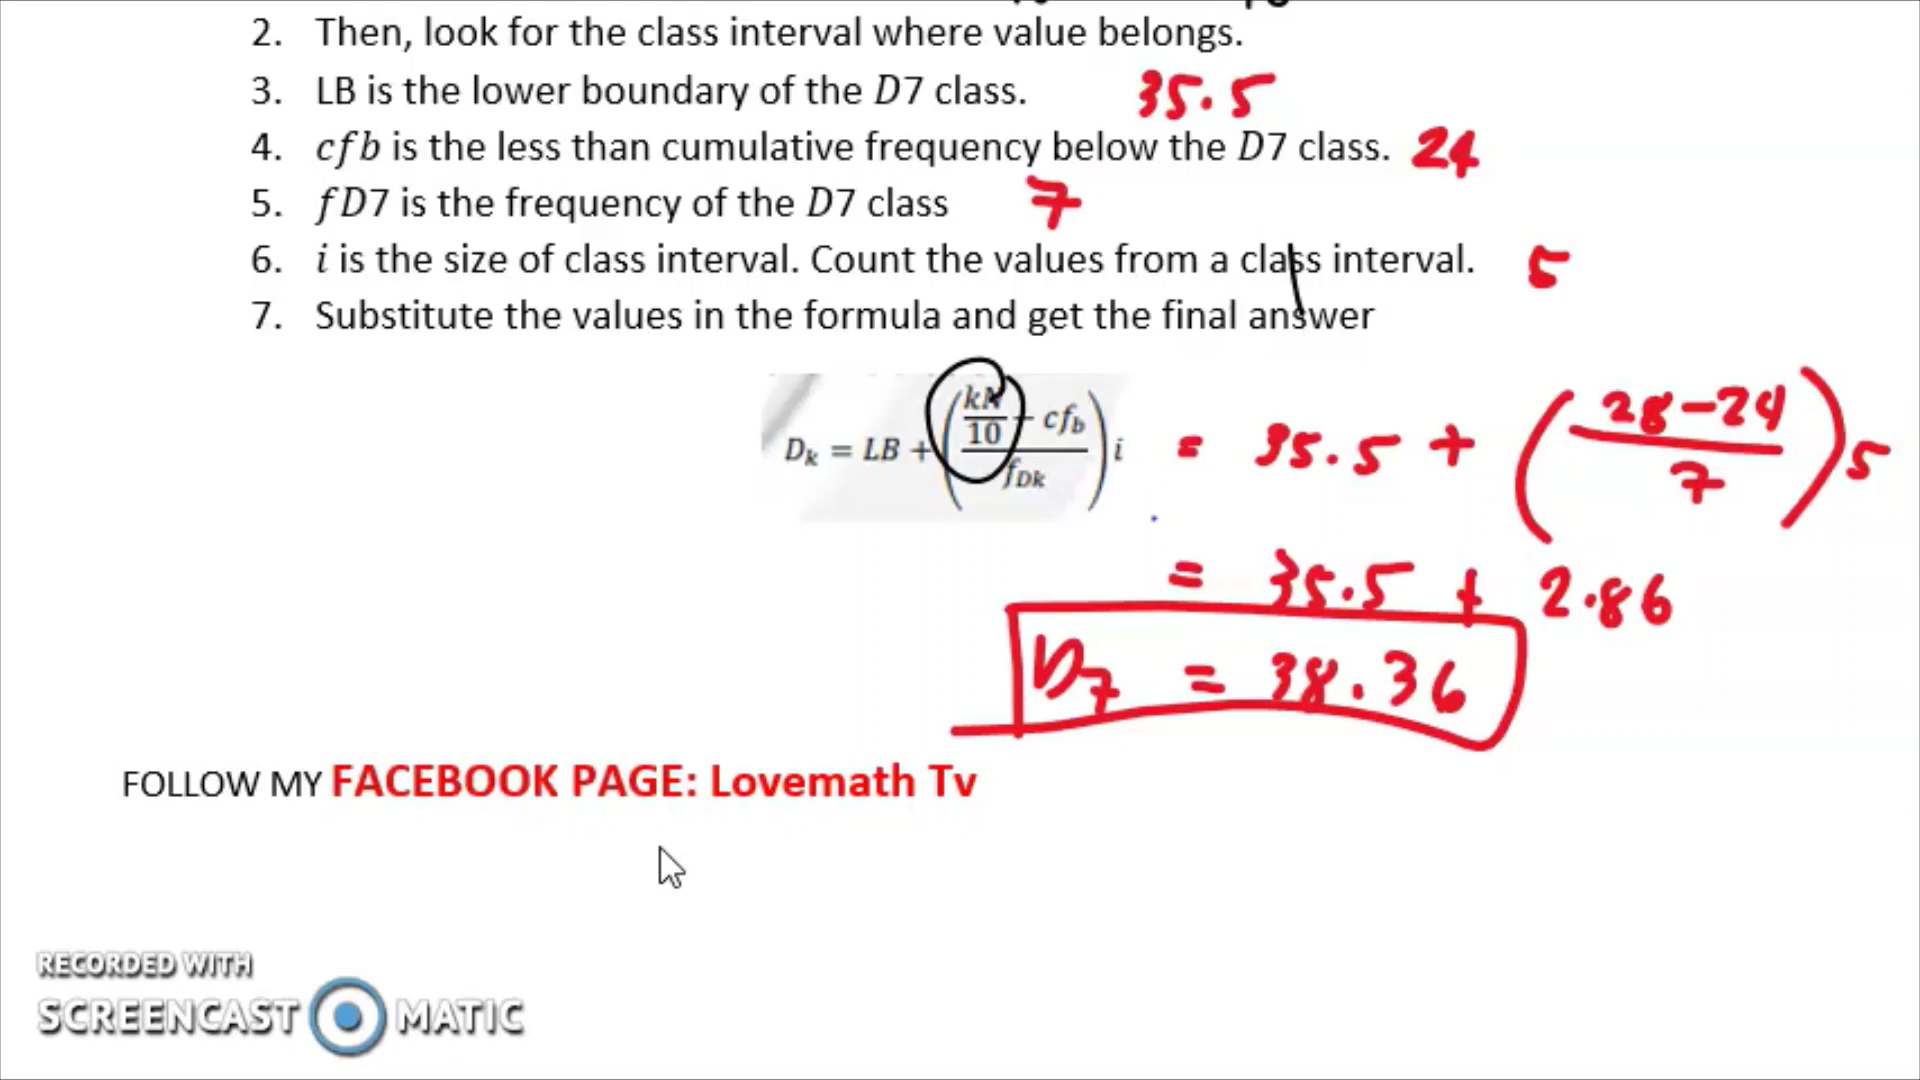 2. Then, look for the class interval where value belongs.
3. LB is the lower boundary of the D7 class. 35.5
4. cfb is the less than cumulative frequency below the D7 class. 24
5. fD7 is the frequency of the D7 class 7
6. i is the size of class interval. Count the values from a class interval. 5
7. Substitute the values in the formula and get the final answer
Dk = LB + ((kN/10 - cfb)/fDk) i = 35.5 + (28-24/7)5
= 35.5 + 2.86
D7 = 38.36
FOLLOW MY FACEBOOK PAGE: Lovemath Tv
RECORDED WITH
SCREENCAST MATIC